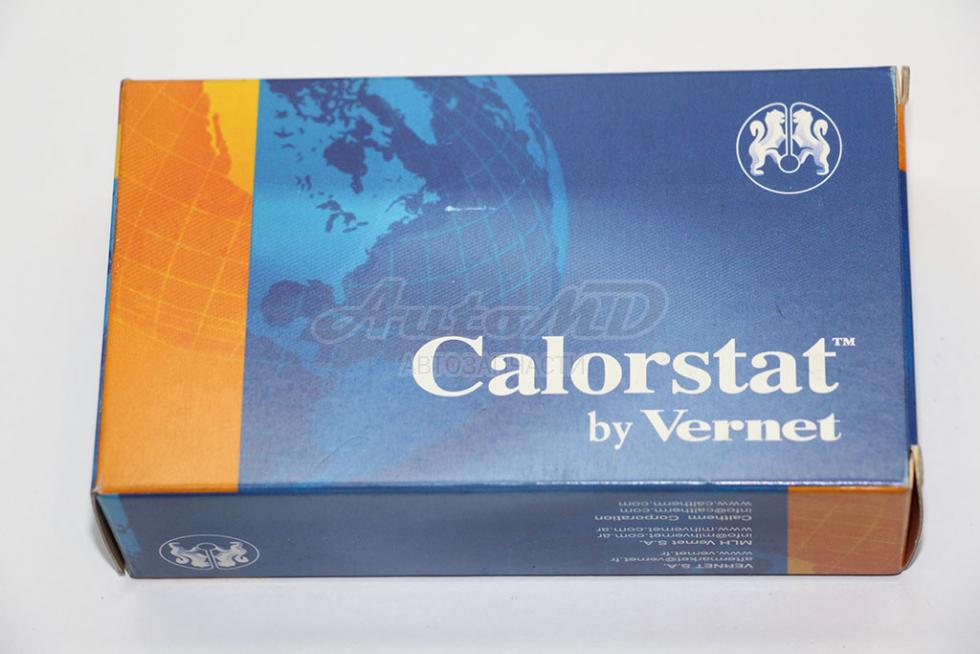 AutoMD
АВТОЗАПЧАСТИ
Calorstat™
by Vernet
VERNET S.A.
aftermarket@vernet.fr
www.vernet.fr
MLH Vernet S.A.
info@mlhvernet.com.ar
www.mlhvernet.com.ar
Caltherm Corporation
info@caltherm.com
www.caltherm.com